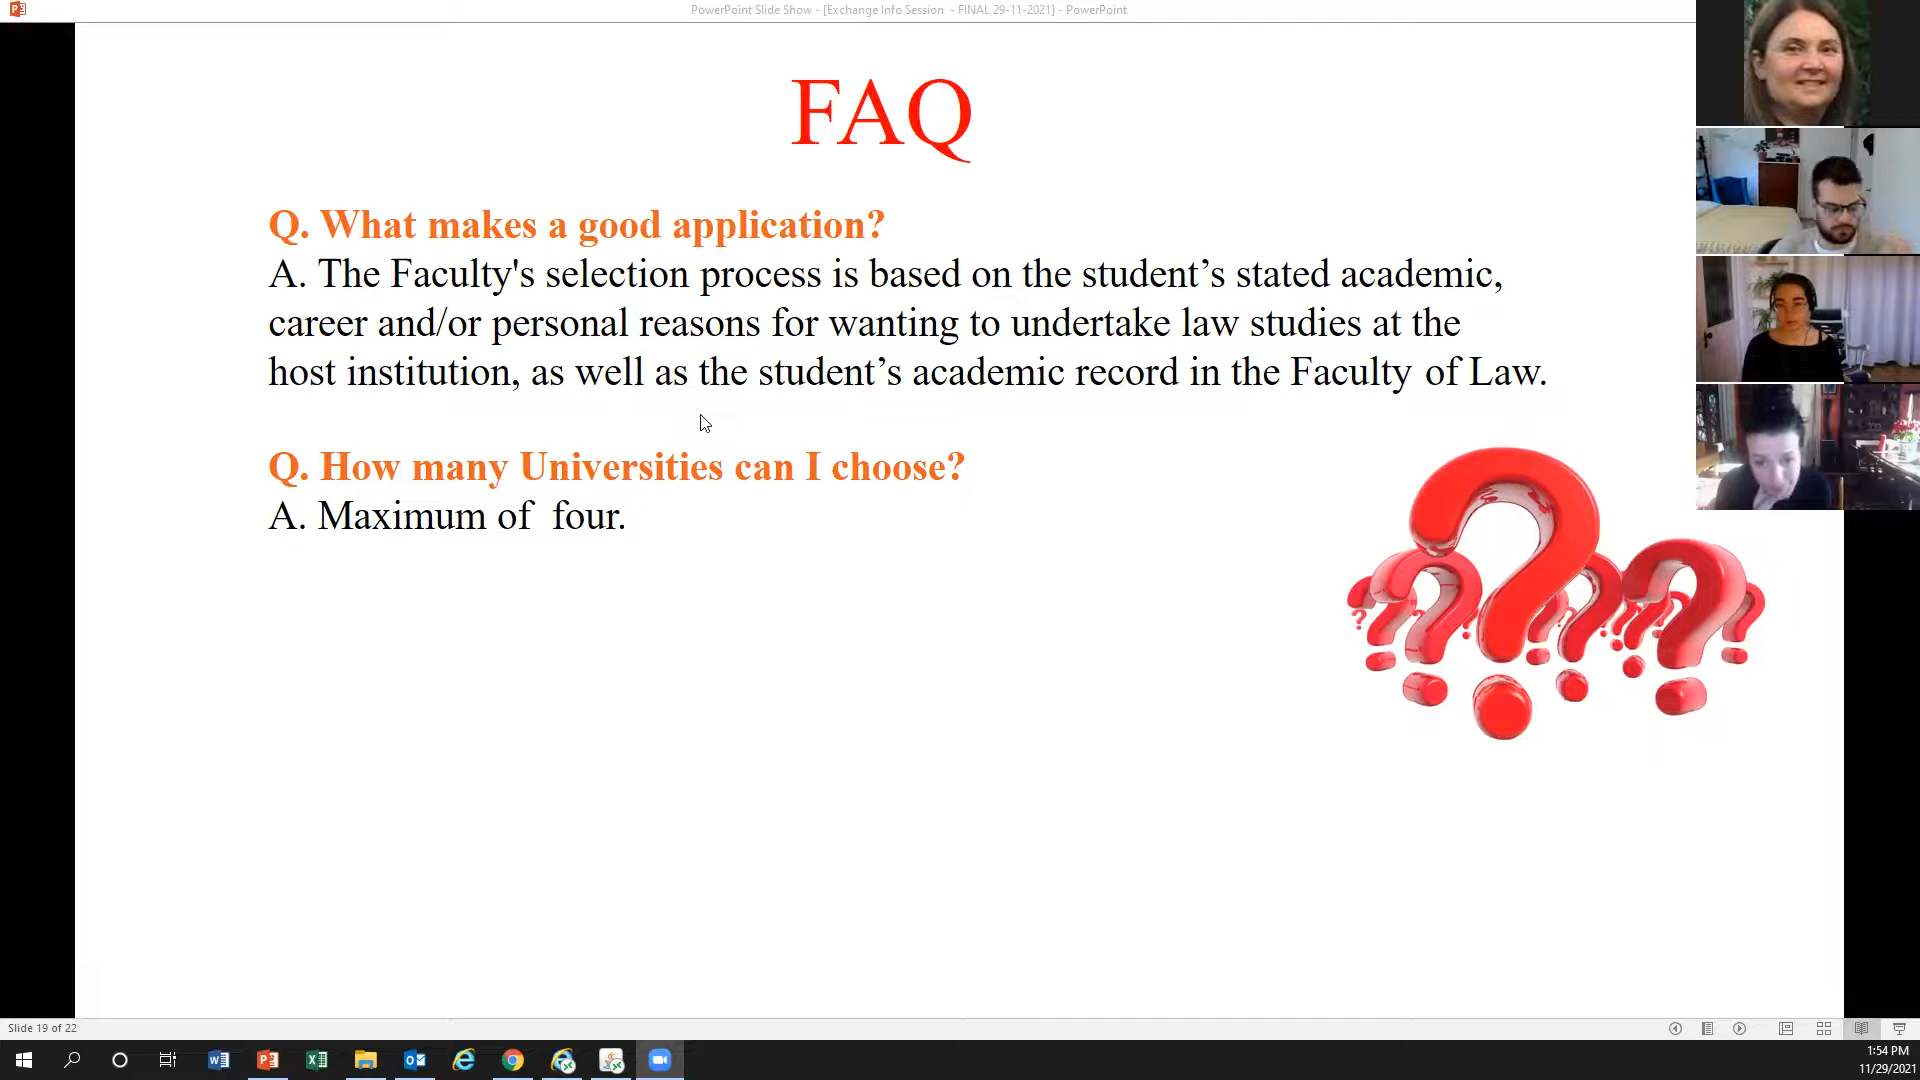 PowerPoint Slide Show - [Exchange Info Session - FINAL 29-11-2021] - PowerPoint
FAQ
Q. What makes a good application?
A. The Faculty's selection process is based on the student’s stated academic,
career and/or personal reasons for wanting to undertake law studies at the
host institution, as well as the student’s academic record in the Faculty of Law.
Q. How many Universities can I choose?
A. Maximum of four.
Slide 19 of 22
1:54 PM
11/29/2021